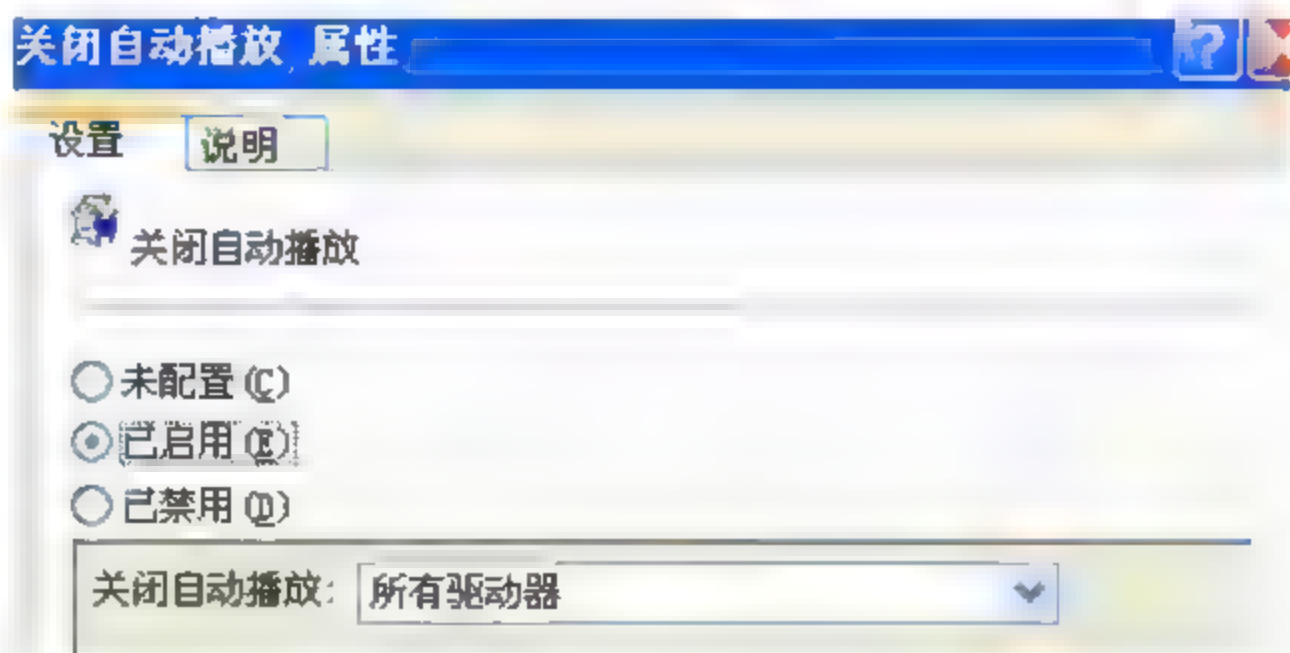 关闭自动播放 属性
设置 说明
关闭自动播放
未配置(C)
已启用(E)
已禁用(D)
关闭自动播放: 所有驱动器